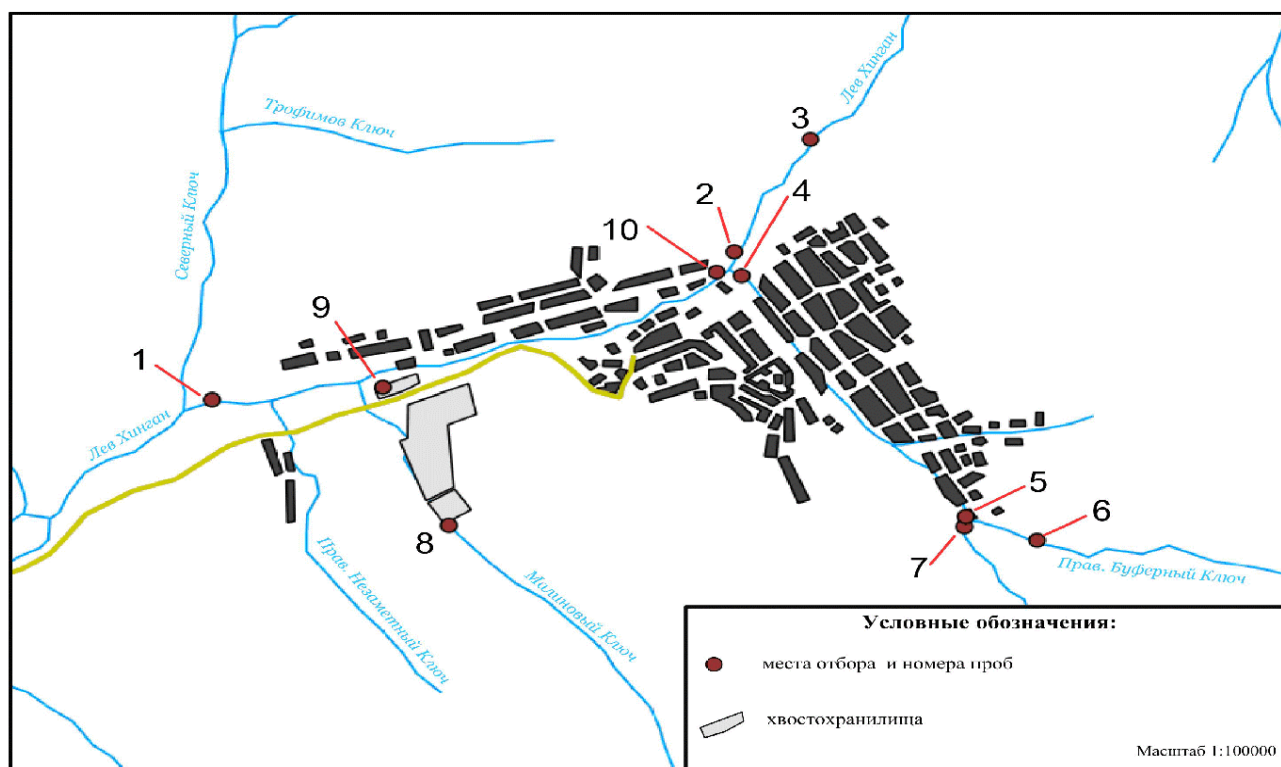 Лев Хинган
3
Трофимов Ключ
Северный Ключ
2
4
10
9
1
Лев Хинган
8
5
6
7
Прав. Незаметный Ключ
Малиновый Ключ
Прав. Буферный Ключ
Условные обозначения:
места отбора и номера проб
хвостохранилища
Масштаб 1:100000